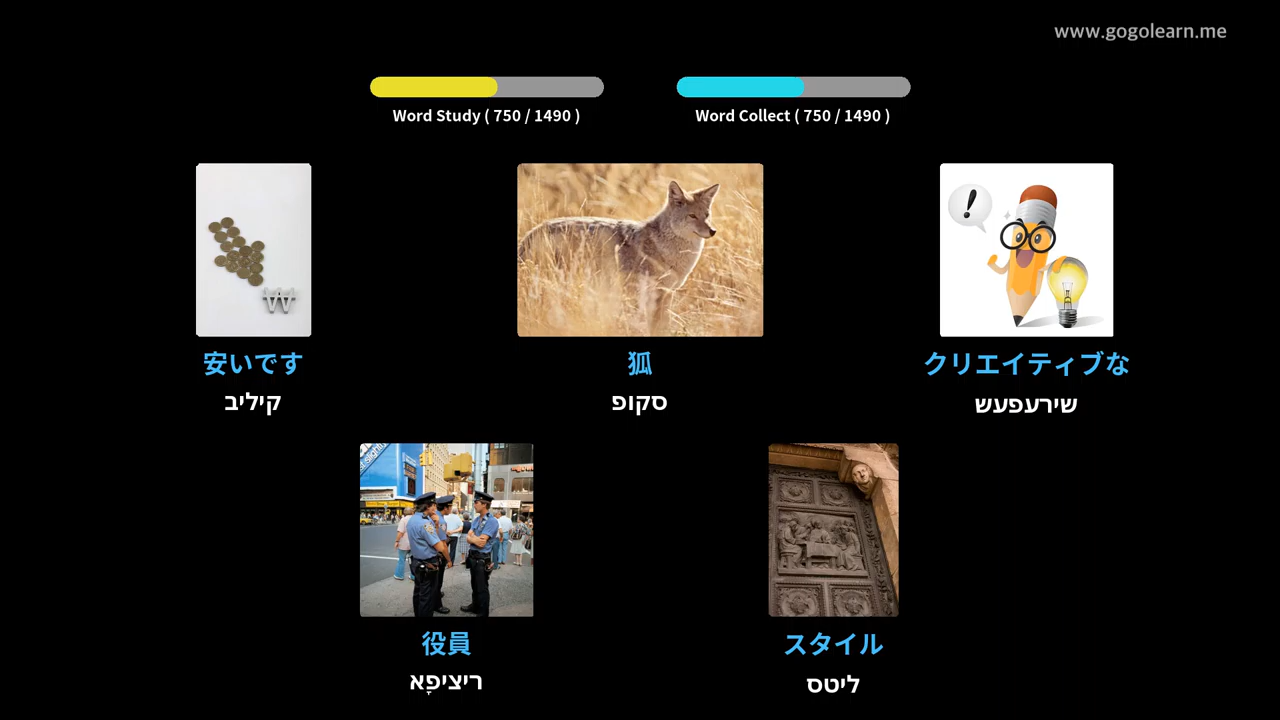 www.gogolearn.me
Word Study ( 750 / 1490 )
Word Collect ( 750 / 1490 )
安いです
קיליב
狐
סקופ
クリエイティブな
שירעפעש
役員
ריציפָא
スタイル
ליטס